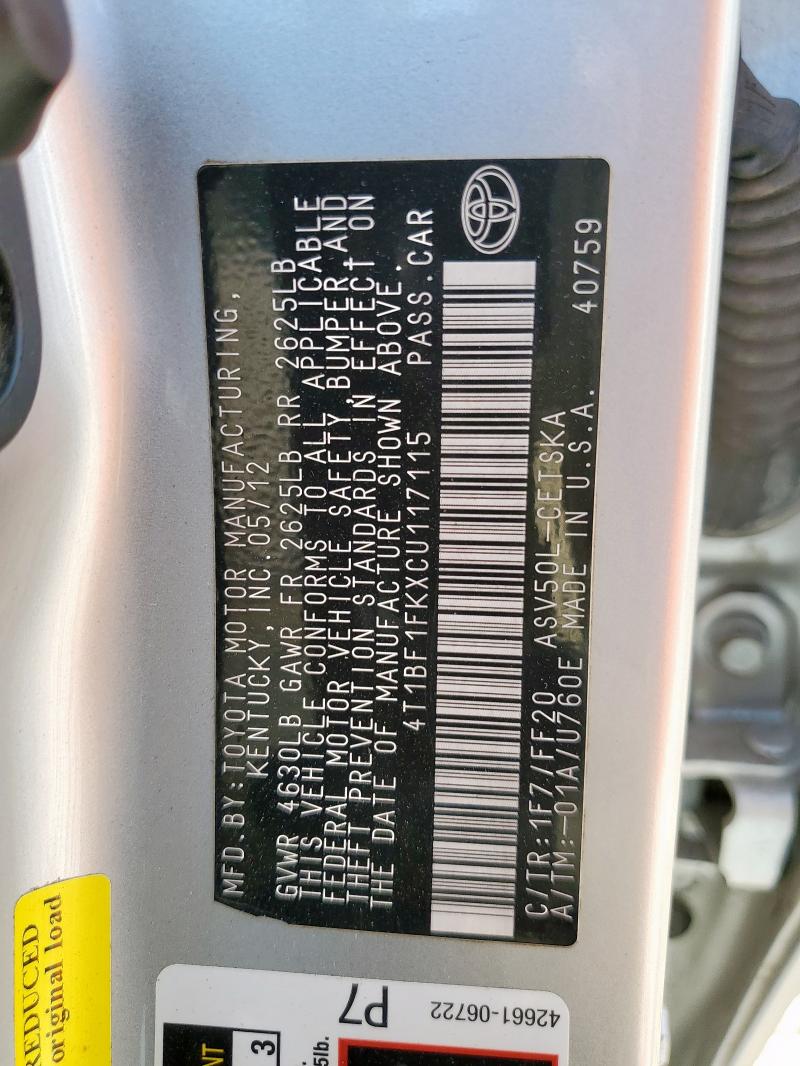 MFD.BY:TOYOTA MOTOR MANUFACTURING,
KENTUCKY, INC. 05/12
GVWR 4630LB GAWR FR 2625LB RR 2625LB
THIS VEHICLE CONFORMS TO ALL APPLICABLE
FEDERAL MOTOR VEHICLE SAFETY, BUMPER AND
THEFT PREVENTION STANDARDS IN EFFECT ON
THE DATE OF MANUFACTURE SHOWN ABOVE.
4T1BF1FKXCU117115 PASS.CAR
C/TR:1F7/FF20 ASV50L-CETSKA
A/TM:-01A/U760E MADE IN U.S.A. 40759
REDUCED
original load
P7
42661-06722
3
5lb.